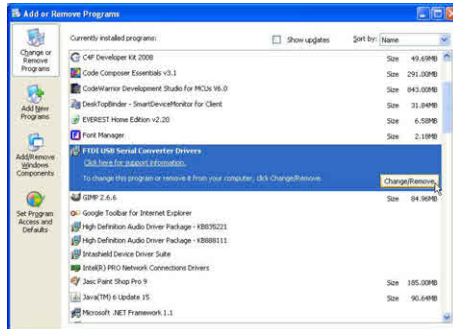 Add or Remove Programs
Change or
Remove
Programs
Add New
Programs
Add/Remove
Windows
Components
Set Program
Access and
Defaults
Currently installed programs:
Show updates
Sort by: Name
C4F Developer Kit 2008 Size 49.69MB
Code Composer Essentials v3.1 Size 291.00MB
CodeWarrior Development Studio for MCUs V6.0 Size 843.00MB
DeskTopBinder - SmartDeviceMonitor for Client Size 31.84MB
EVEREST Home Edition v2.20 Size 6.58MB
Font Manager Size 2.18MB
FTDI USB Serial Converter Drivers
Click here for support information.
To change this program or remove it from your computer, click Change/Remove.
Change/Remove
GIMP 2.6.6 Size 84.96MB
Google Toolbar for Internet Explorer
High Definition Audio Driver Package - KB835221
High Definition Audio Driver Package - KB888111
Intashield Device Driver Suite
Intel(R) PRO Network Connections Drivers
Jasc Paint Shop Pro 9 Size 185.00MB
Java(TM) 6 Update 15 Size 90.64MB
Microsoft .NET Framework 1.1